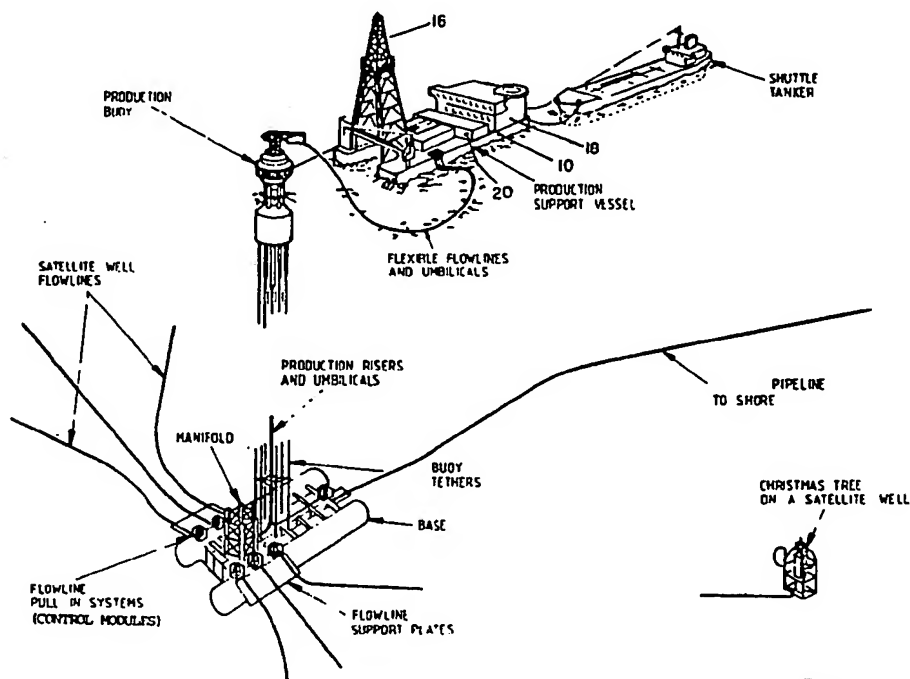 16
SHUTTLE
TANKER
PRODUCTION
BUOY
18
10
20
PRODUCTION
SUPPORT VESSEL
FLEXIBLE FLOWLINES
AND UMBILICALS
SATELLITE WELL
FLOWLINES
PRODUCTION RISERS
AND UMBILICALS
PIPELINE
TO SHORE
MANIFOLD
BUOY
TETHERS
CHRISTMAS TREE
ON A SATELLITE WELL
BASE
FLOWLINE
PULL IN SYSTEMS
(CONTROL MODULES)
FLOWLINE
SUPPORT PLATES